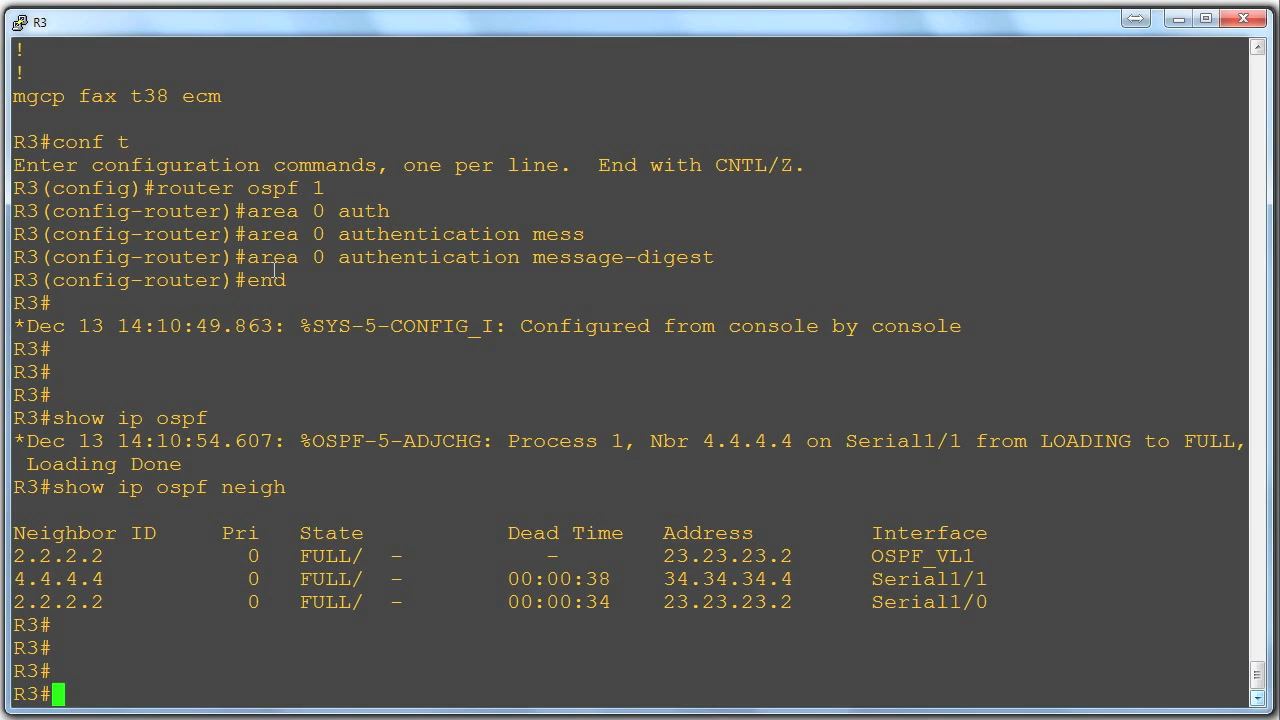 R3
!
!
mgcp fax t38 ecm
R3#conf t
Enter configuration commands, one per line.  End with CNTL/Z.
R3(config)#router ospf 1
R3(config-router)#area 0 auth
R3(config-router)#area 0 authentication mess
R3(config-router)#area 0 authentication message-digest
R3(config-router)#end
R3#
*Dec 13 14:10:49.863: %SYS-5-CONFIG_I: Configured from console by console
R3#
R3#
R3#
R3#show ip ospf
*Dec 13 14:10:54.607: %OSPF-5-ADJCHG: Process 1, Nbr 4.4.4.4 on Serial1/1 from LOADING to FULL,
 Loading Done
R3#show ip ospf neigh
Neighbor ID     Pri   State           Dead Time   Address         Interface
2.2.2.2           0   FULL/  -           -        23.23.23.2      OSPF_VL1
4.4.4.4           0   FULL/  -        00:00:38    34.34.34.4      Serial1/1
2.2.2.2           0   FULL/  -        00:00:34    23.23.23.2      Serial1/0
R3#
R3#
R3#
R3#